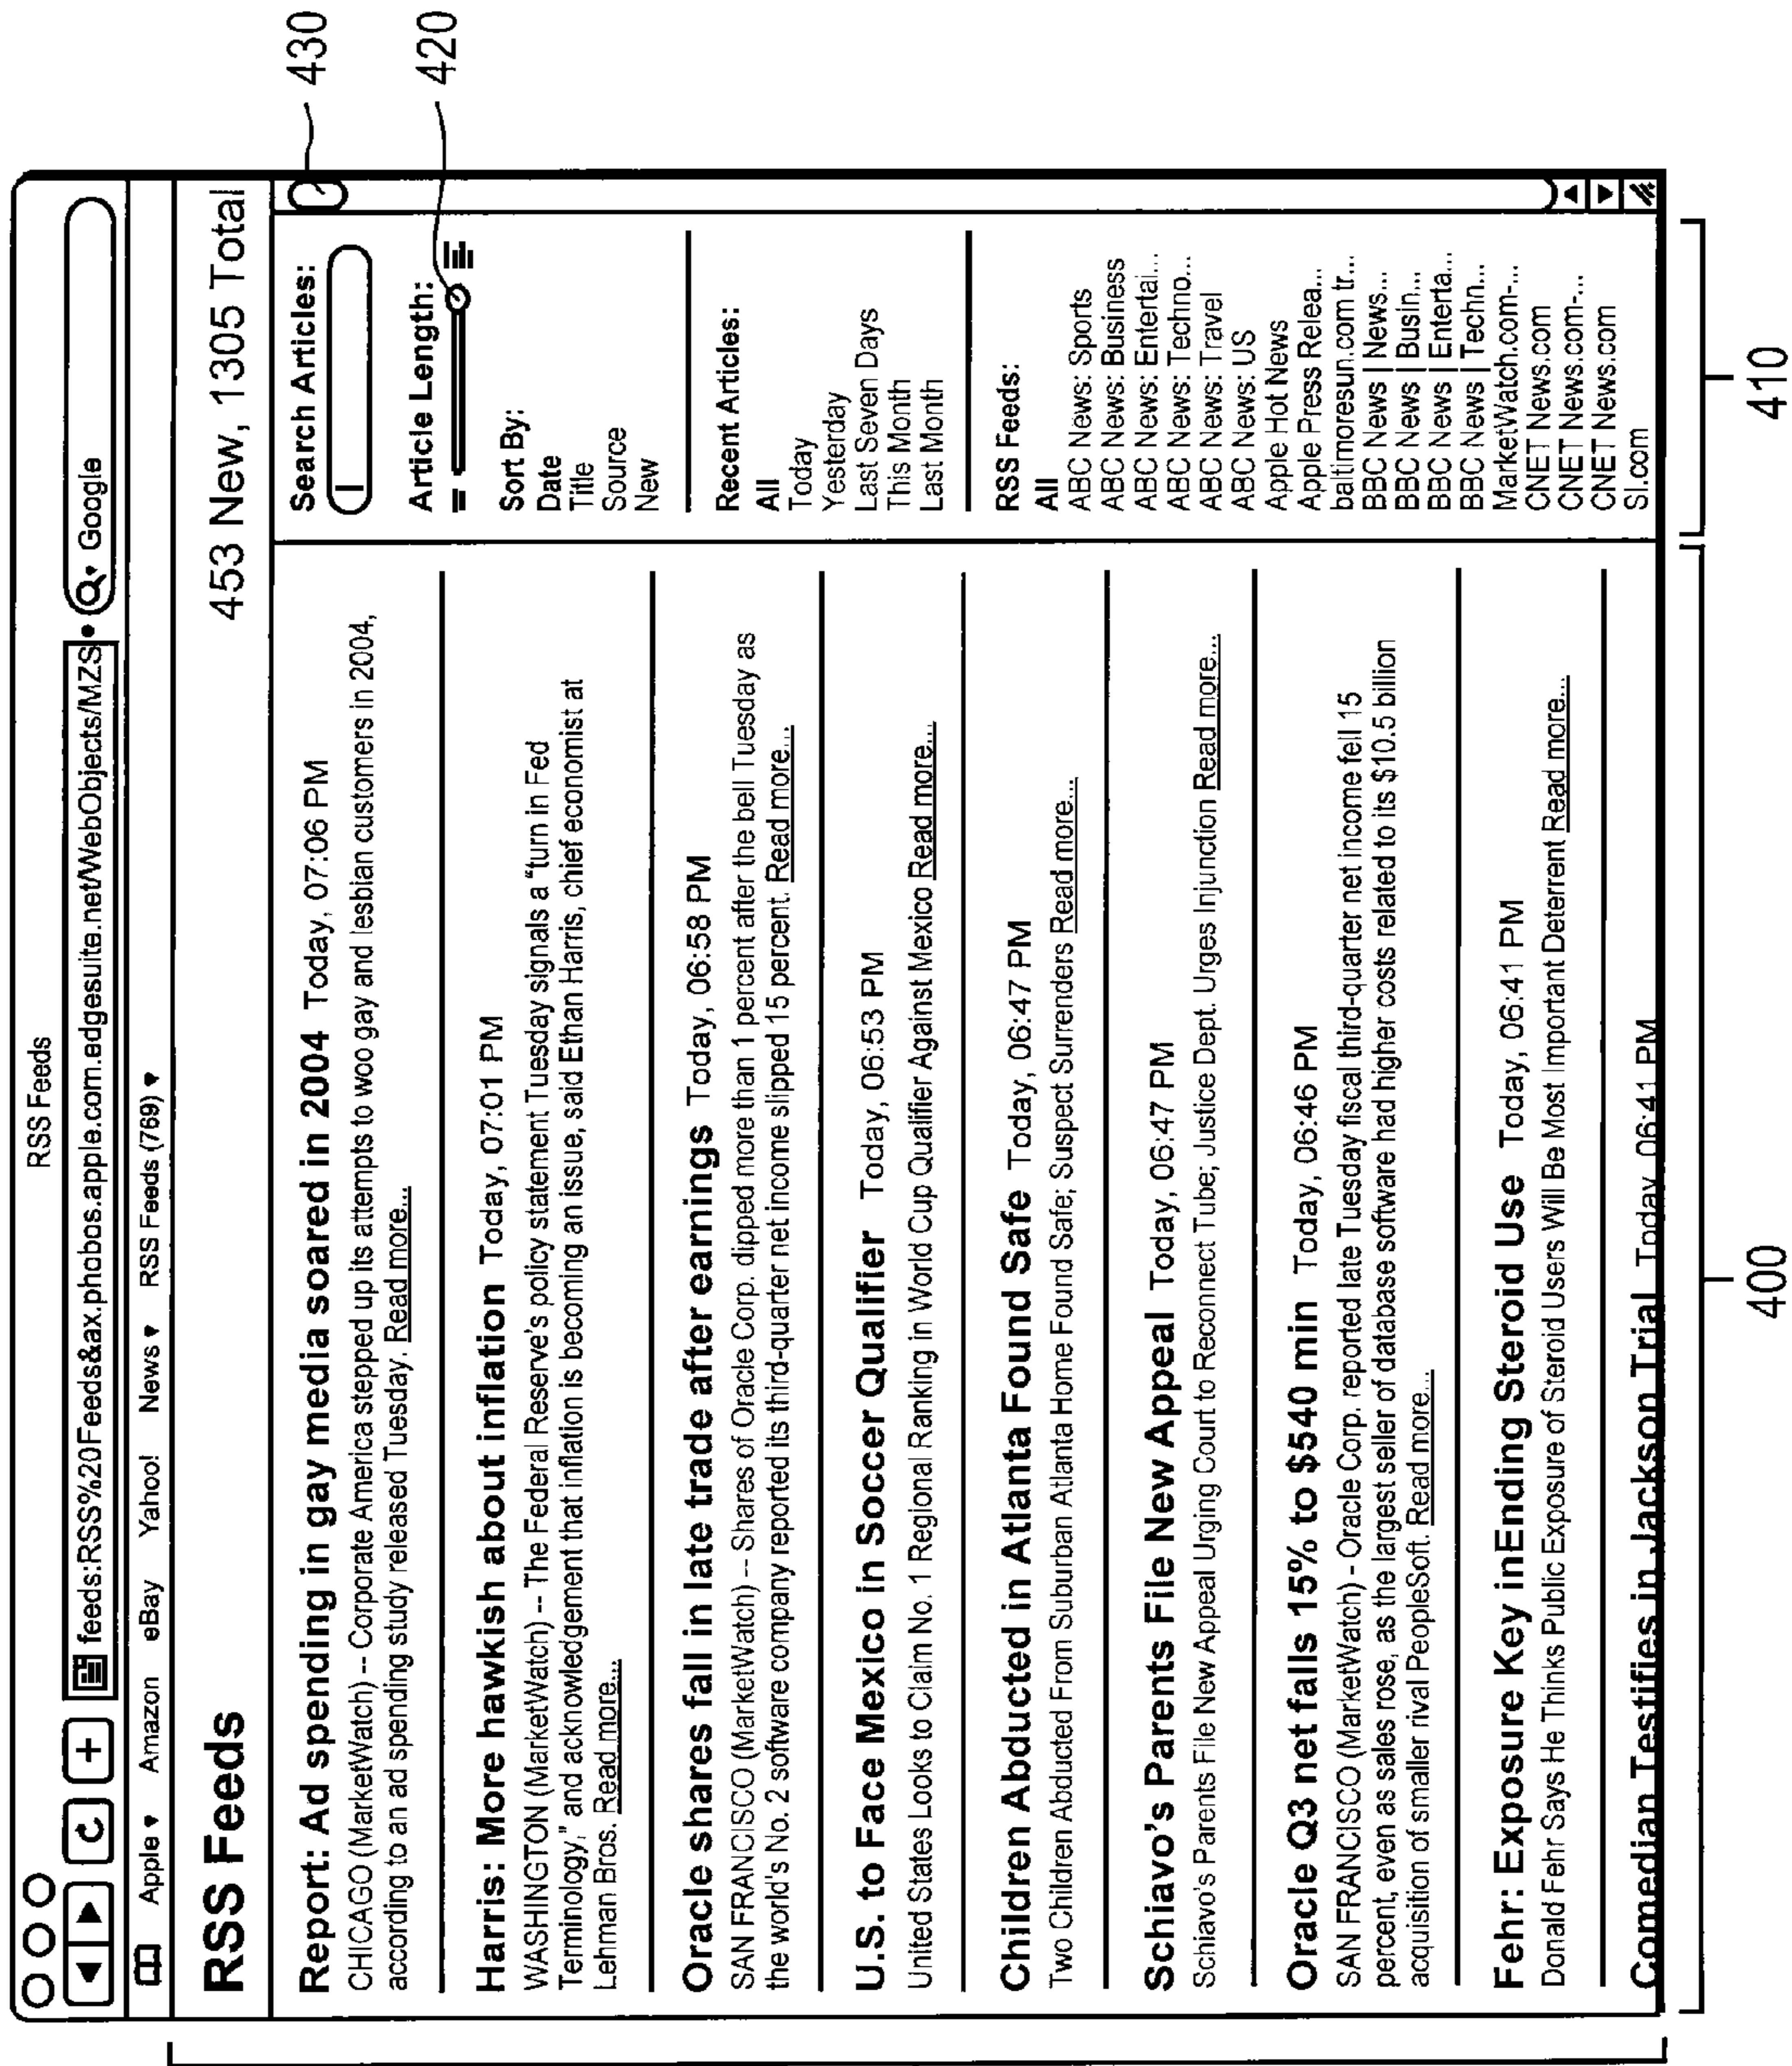 RSS Feeds
feeds:RSS%20Feeds&ax.phobos.apple.com.edgesuite.net/WebObjects/MZS
Google
Apple Amazon eBay Yahoo! News RSS Feeds (769)
RSS Feeds
453 New, 1305 Total
Report: Ad spending in gay media soared in 2004 Today, 07:06 PM
CHICAGO (MarketWatch) -- Corporate America stepped up its attempts to woo gay and lesbian customers in 2004,
according to an ad spending study released Tuesday. Read more...
Harris: More hawkish about inflation Today, 07:01 PM
WASHINGTON (MarketWatch) -- The Federal Reserve's policy statement Tuesday signals a "turn in Fed
Terminology," and acknowledgement that inflation is becoming an issue, said Ethan Harris, chief economist at
Lehman Bros. Read more...
Oracle shares fall in late trade after earnings Today, 06:58 PM
SAN FRANCISCO (MarketWatch) -- Shares of Oracle Corp. dipped more than 1 percent after the bell Tuesday as
the world's No. 2 software company reported its third-quarter net income slipped 15 percent. Read more...
U.S. to Face Mexico in Soccer Qualifier Today, 06:53 PM
United States Looks to Claim No. 1 Regional Ranking in World Cup Qualifier Against Mexico Read more...
Children Abducted in Atlanta Found Safe Today, 06:47 PM
Two Children Abducted From Suburban Atlanta Home Found Safe; Suspect Surrenders Read more...
Schiavo's Parents File New Appeal Today, 06:47 PM
Schiavo's Parents File New Appeal Urging Court to Reconnect Tube; Justice Dept. Urges Injunction Read more...
Oracle Q3 net falls 15% to $540 min Today, 06:46 PM
SAN FRANCISCO (MarketWatch) - Oracle Corp. reported late Tuesday fiscal third-quarter net income fell 15
percent, even as sales rose, as the largest seller of database software had higher costs related to its $10.5 billion
acquisition of smaller rival PeopleSoft. Read more...
Fehr: Exposure Key inEnding Steroid Use Today, 06:41 PM
Donald Fehr Says He Thinks Public Exposure of Steroid Users Will Be Most Important Deterrent Read more...
Comedian Testifies in Jackson Trial Today 06:41 PM
Search Articles:
Article Length:
Sort By:
Date
Title
Source
New
Recent Articles:
All
Today
Yesterday
Last Seven Days
This Month
Last Month
RSS Feeds:
All
ABC News: Sports
ABC News: Business
ABC News: Entertai...
ABC News: Techno...
ABC News: Travel
ABC News: US
Apple Hot News
Apple Press Relea...
baltimoresun.com tr...
BBC News | News...
BBC News | Busin...
BBC News | Enterta...
BBC News | Techn...
MarketWatch.com-...
CNET News.com
CNET News.com-...
CNET News.com
SI.com
430
420
400
410